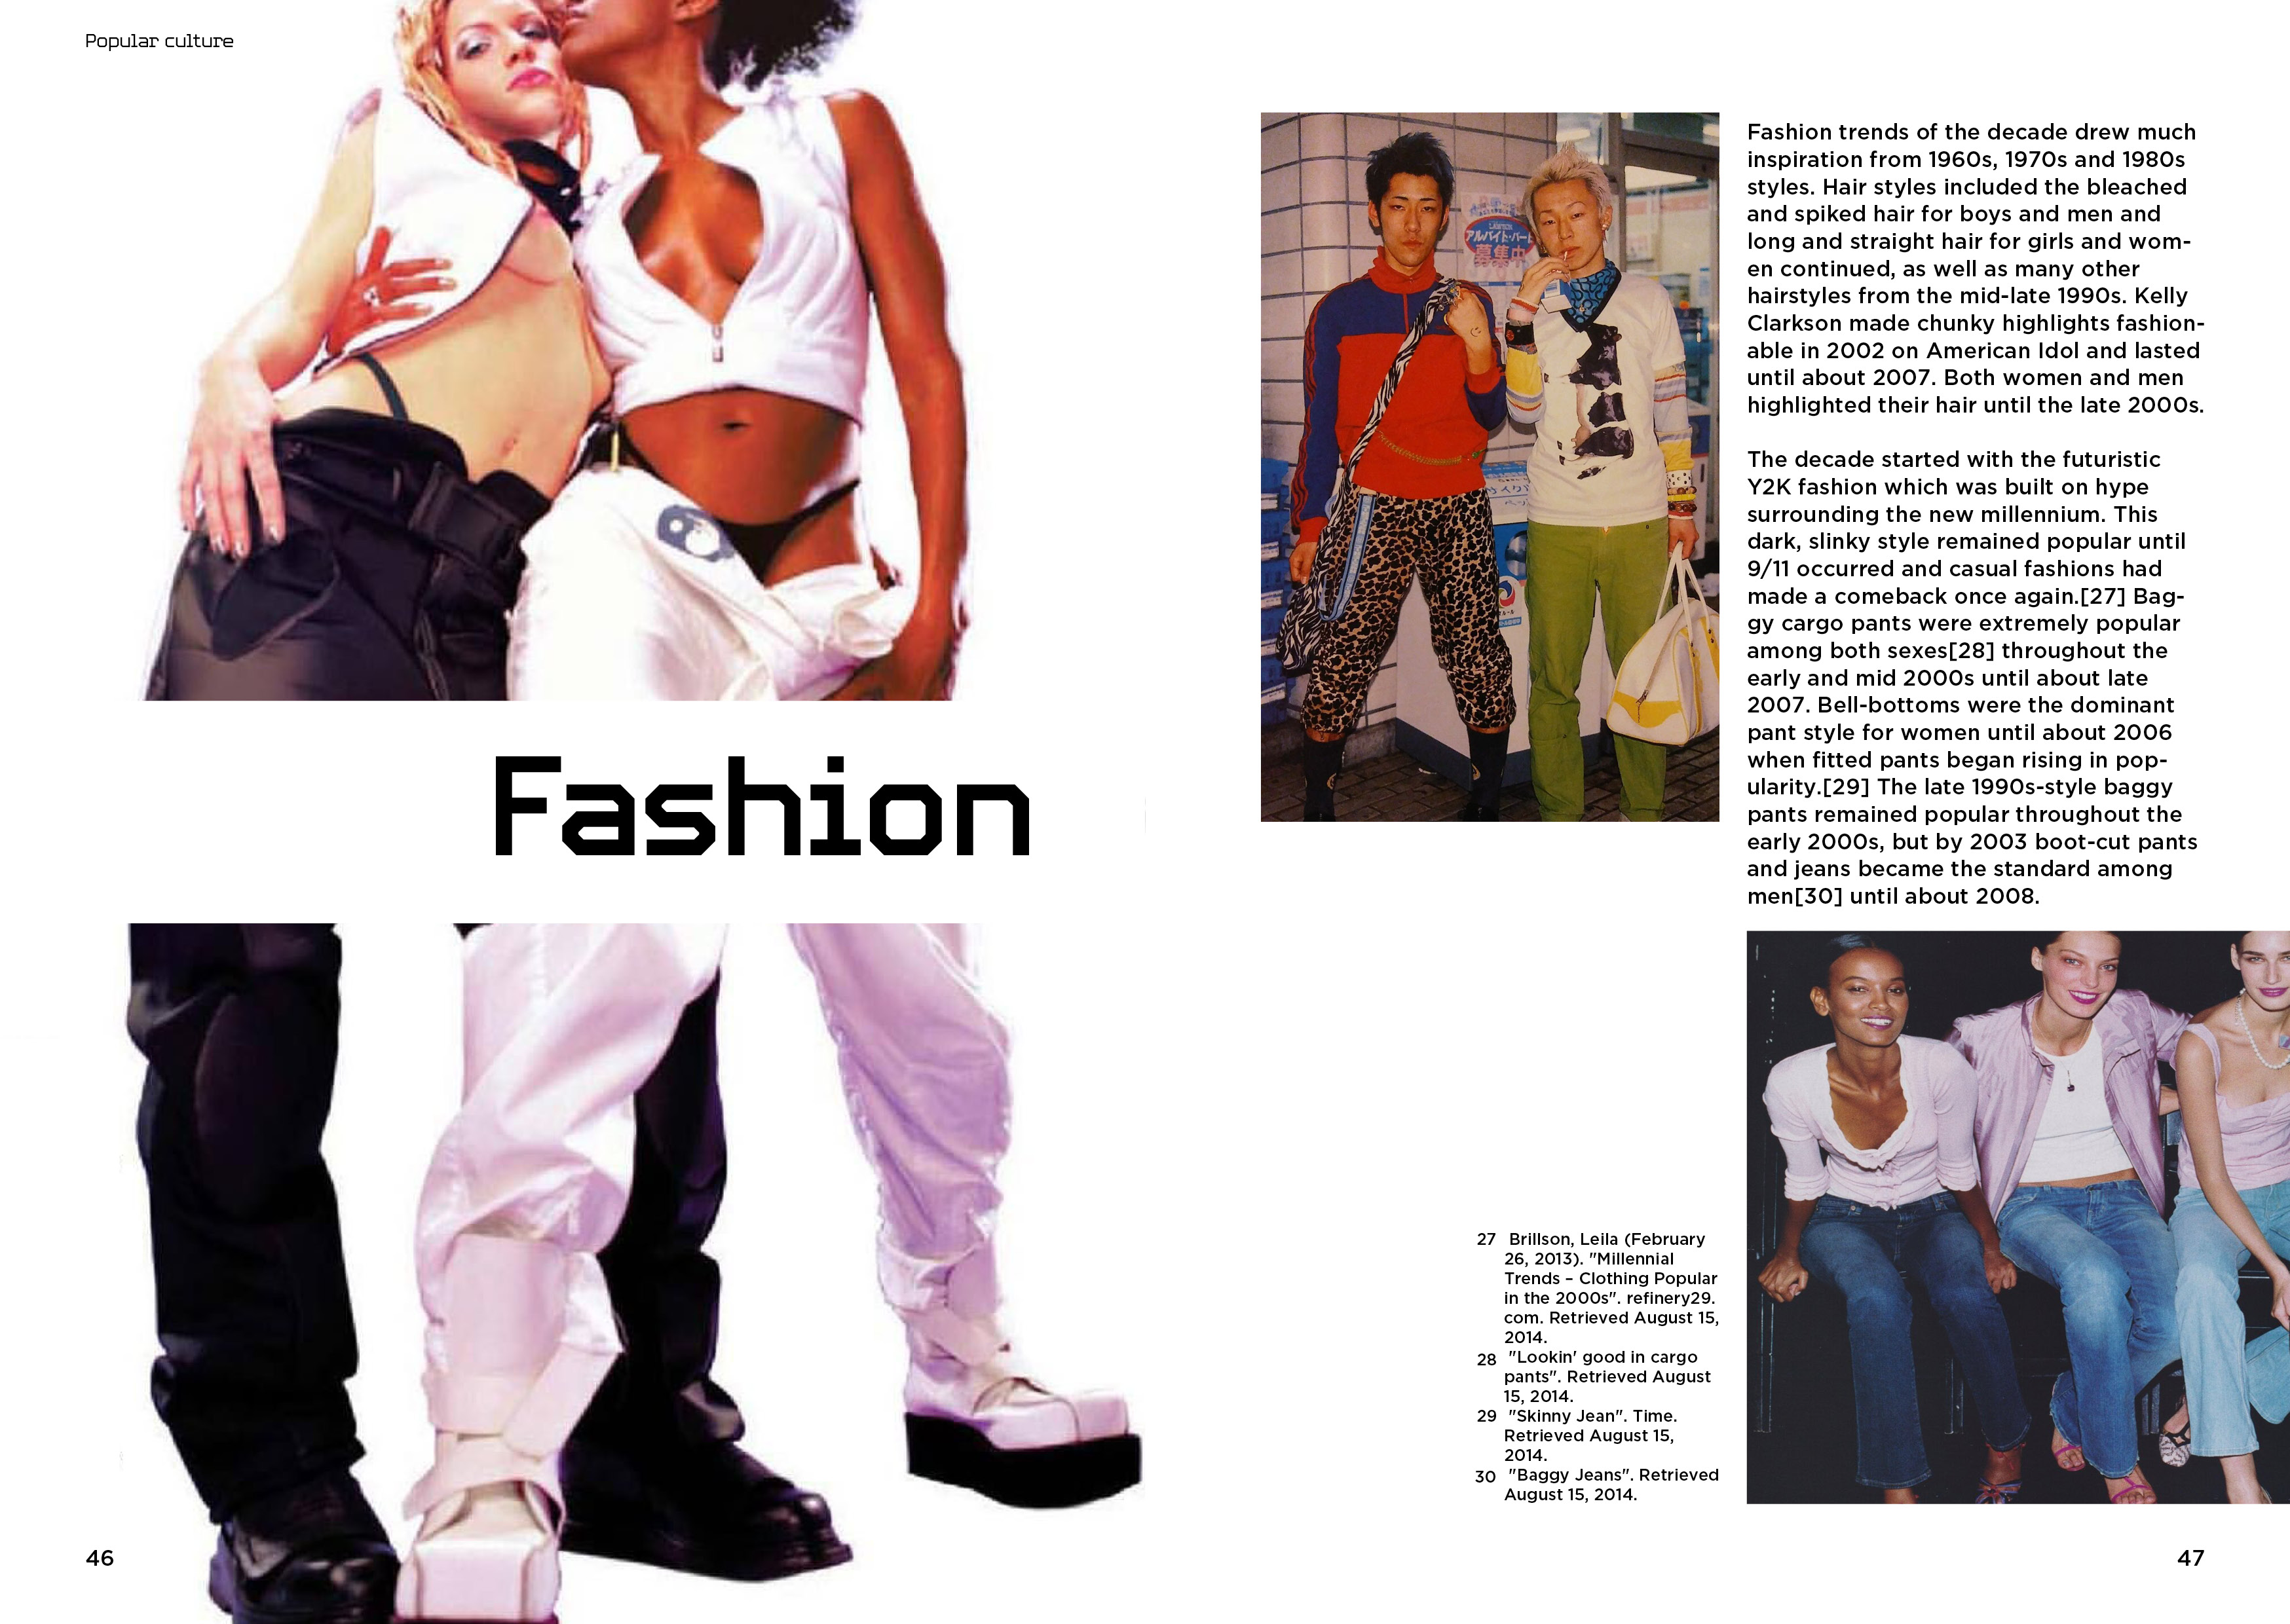 Popular culture
Fashion
46
アルバイト・パート
募集中
Fashion trends of the decade drew much
inspiration from 1960s, 1970s and 1980s
styles. Hair styles included the bleached
and spiked hair for boys and men and
long and straight hair for girls and wom-
en continued, as well as many other
hairstyles from the mid-late 1990s. Kelly
Clarkson made chunky highlights fashion-
able in 2002 on American Idol and lasted
until about 2007. Both women and men
highlighted their hair until the late 2000s.
The decade started with the futuristic
Y2K fashion which was built on hype
surrounding the new millennium. This
dark, slinky style remained popular until
9/11 occurred and casual fashions had
made a comeback once again.[27] Bag-
gy cargo pants were extremely popular
among both sexes[28] throughout the
early and mid 2000s until about late
2007. Bell-bottoms were the dominant
pant style for women until about 2006
when fitted pants began rising in pop-
ularity.[29] The late 1990s-style baggy
pants remained popular throughout the
early 2000s, but by 2003 boot-cut pants
and jeans became the standard among
men[30] until about 2008.
27 Brillson, Leila (February
26, 2013). "Millennial
Trends – Clothing Popular
in the 2000s". refinery29.
com. Retrieved August 15,
2014.
28 "Lookin' good in cargo
pants". Retrieved August
15, 2014.
29 "Skinny Jean". Time.
Retrieved August 15,
2014.
30 "Baggy Jeans". Retrieved
August 15, 2014.
47